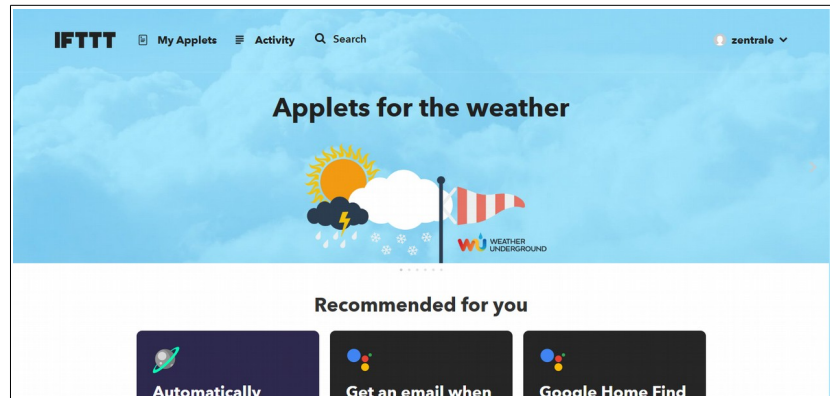 IFTTT My Applets Activity Search zentrale
Applets for the weather
WU WEATHER
UNDERGROUND
Recommended for you
Automatically Get an email when Google Home Find